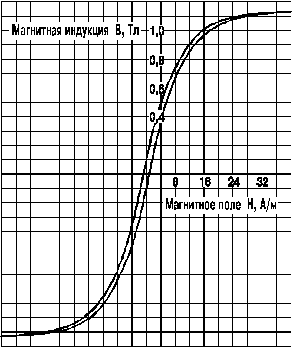 Магнитная индукция B, Тл 1,0
0,8
0,6
0,4
8 16 24 32
Магнитное поле H, А/м